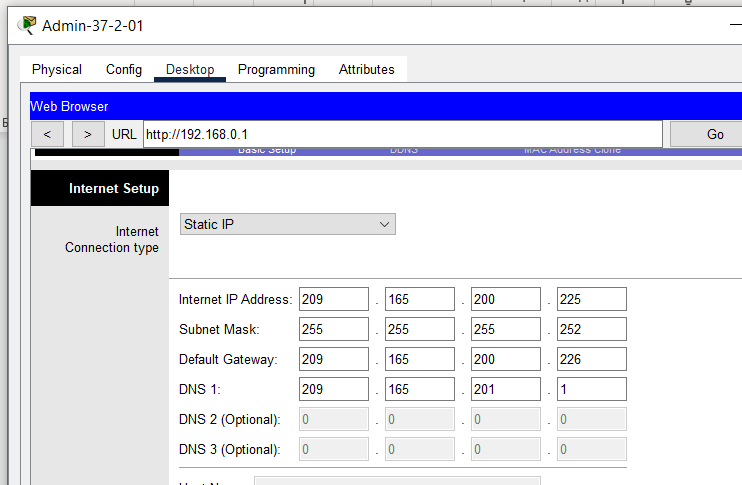 Admin-37-2-01
Physical Config Desktop Programming Attributes
Web Browser
< > URL http://192.168.0.1 Go
Basic Setup DDNS MAC Address Clone
Internet Setup
Internet
Connection type
Static IP
Internet IP Address: 209 . 165 . 200 . 225
Subnet Mask: 255 . 255 . 255 . 252
Default Gateway: 209 . 165 . 200 . 226
DNS 1: 209 . 165 . 201 . 1
DNS 2 (Optional): 0 . 0 . 0 . 0
DNS 3 (Optional): 0 . 0 . 0 . 0